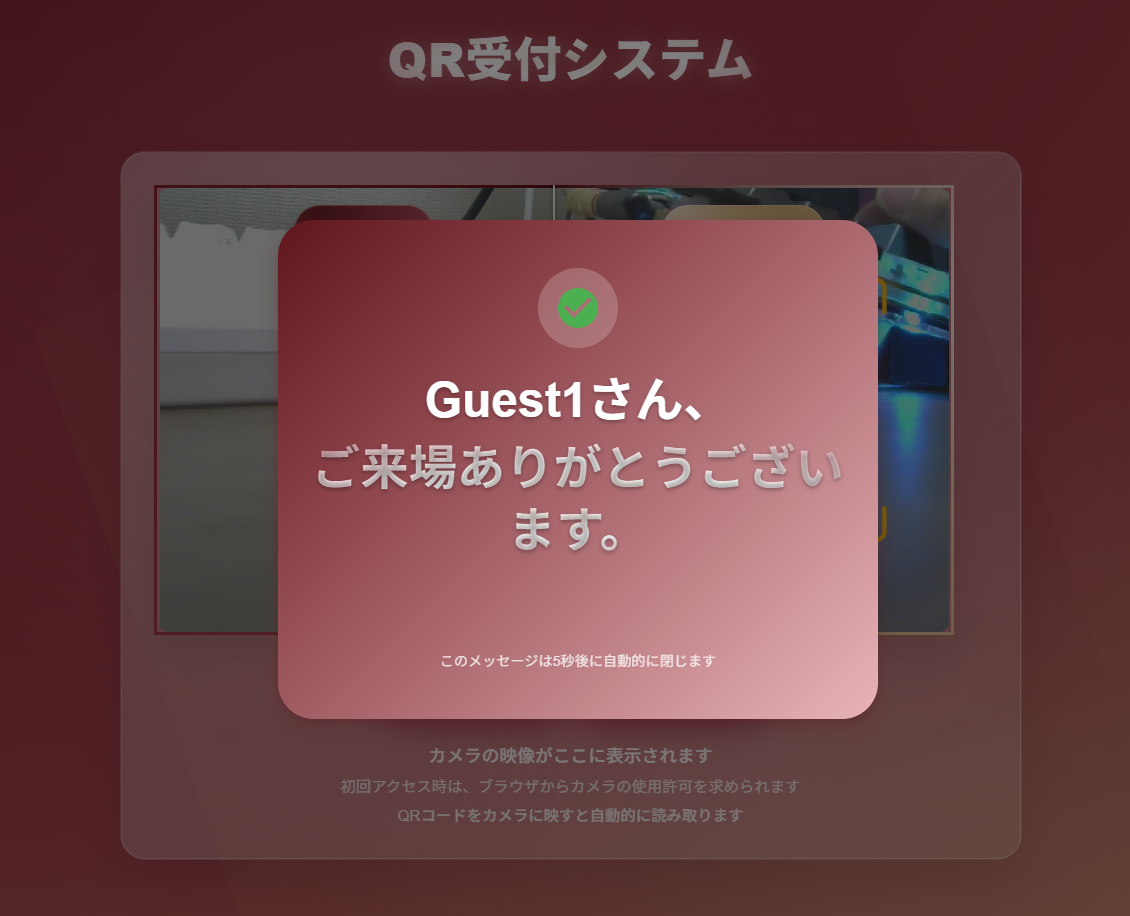 QR受付システム
Guest1さん、
ご来場ありがとうござい
ます。
このメッセージは5秒後に自動的に閉じます
カメラの映像がここに表示されます
初回アクセス時は、ブラウザからカメラの使用許可を求められます
QRコードをカメラに映すと自動的に読み取ります